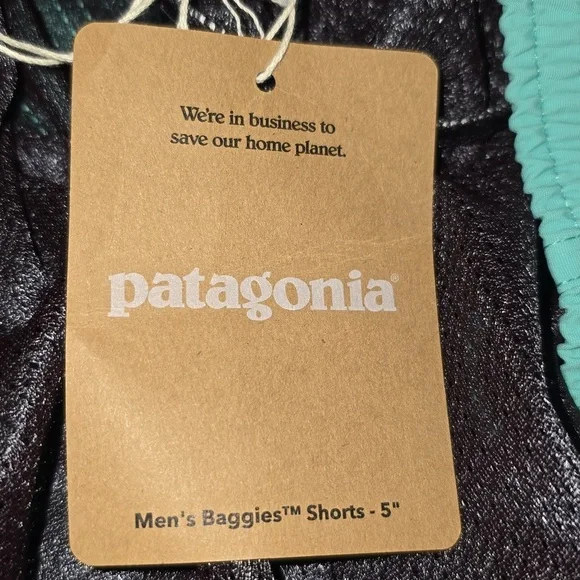 We're in business to
save our home planet.
patagonia®
Men's Baggies™ Shorts - 5"